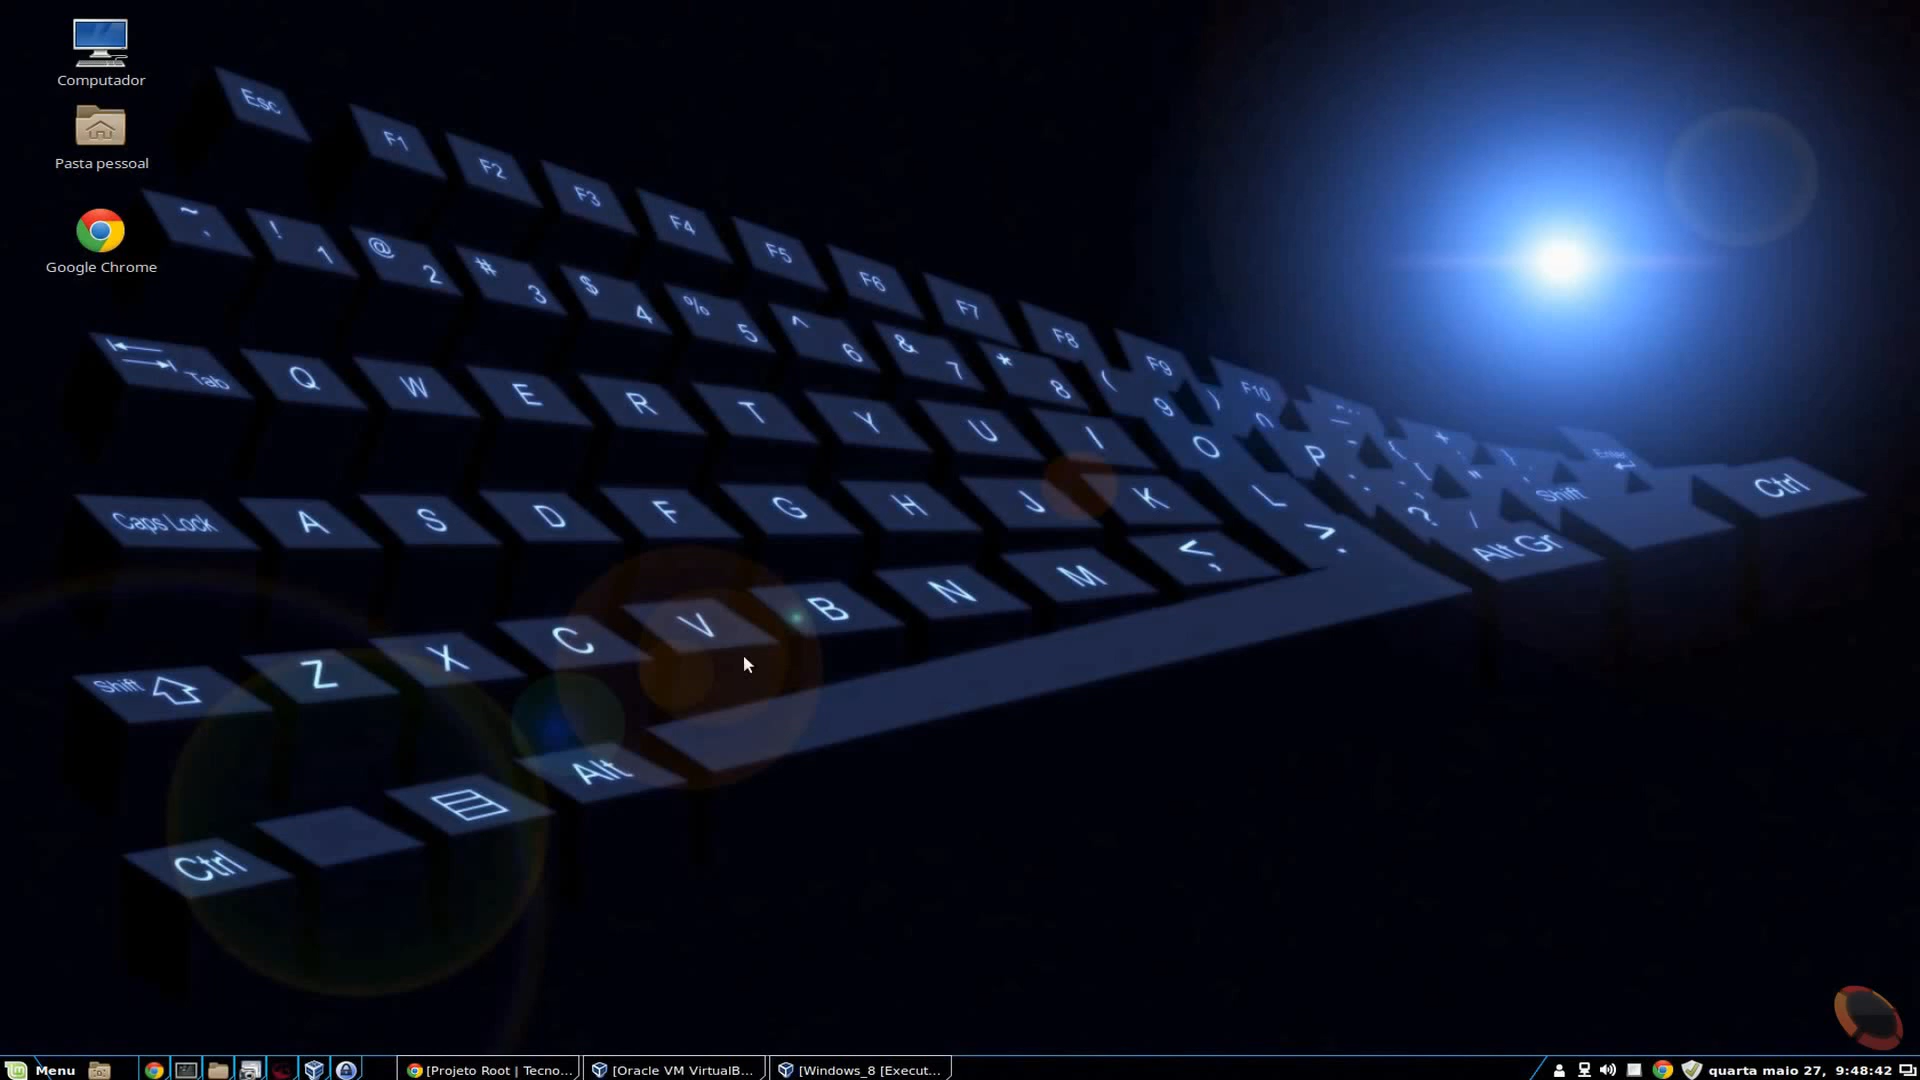 Computador
Pasta pessoal
Google Chrome
Esc F1 F2 F3 F4 F5 F6 F7 F8 F9 F10
~ ! 1 @ 2 # 3 $ 4 % 5 ^ 6 & 7 * 8 ( 9 )
Tab Q W E R T Y U I O P
Caps Lock A S D F G H J K L
Enter
Shift Z X C V B N M < , > . ? / Shift
Ctrl Alt Alt Gr Ctrl
Menu [Projeto Root | Tecno... [Oracle VM VirtualB... [Windows_8 [Execut... quarta maio 27, 9:48:42